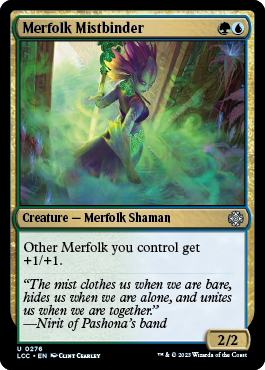 Merfolk Mistbinder
Creature — Merfolk Shaman
Other Merfolk you control get
+1/+1.
“The mist clothes us when we are bare,
hides us when we are alone, and unites
us when we are together.”
—Nirit of Pashona's band
2/2
U 0276
LCC • EN Clint Cearley
™ & © 2023 Wizards of the Coast